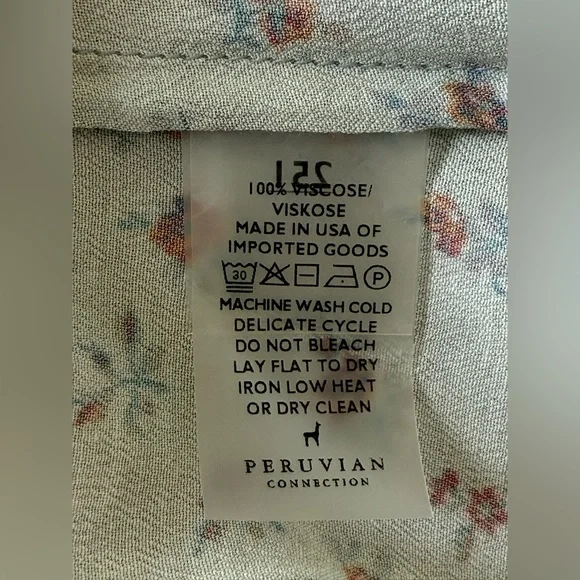 251
100% VISCOSE/
VISKOSE
MADE IN USA OF
IMPORTED GOODS
30 P
MACHINE WASH COLD
DELICATE CYCLE
DO NOT BLEACH
LAY FLAT TO DRY
IRON LOW HEAT
OR DRY CLEAN
PERUVIAN
CONNECTION